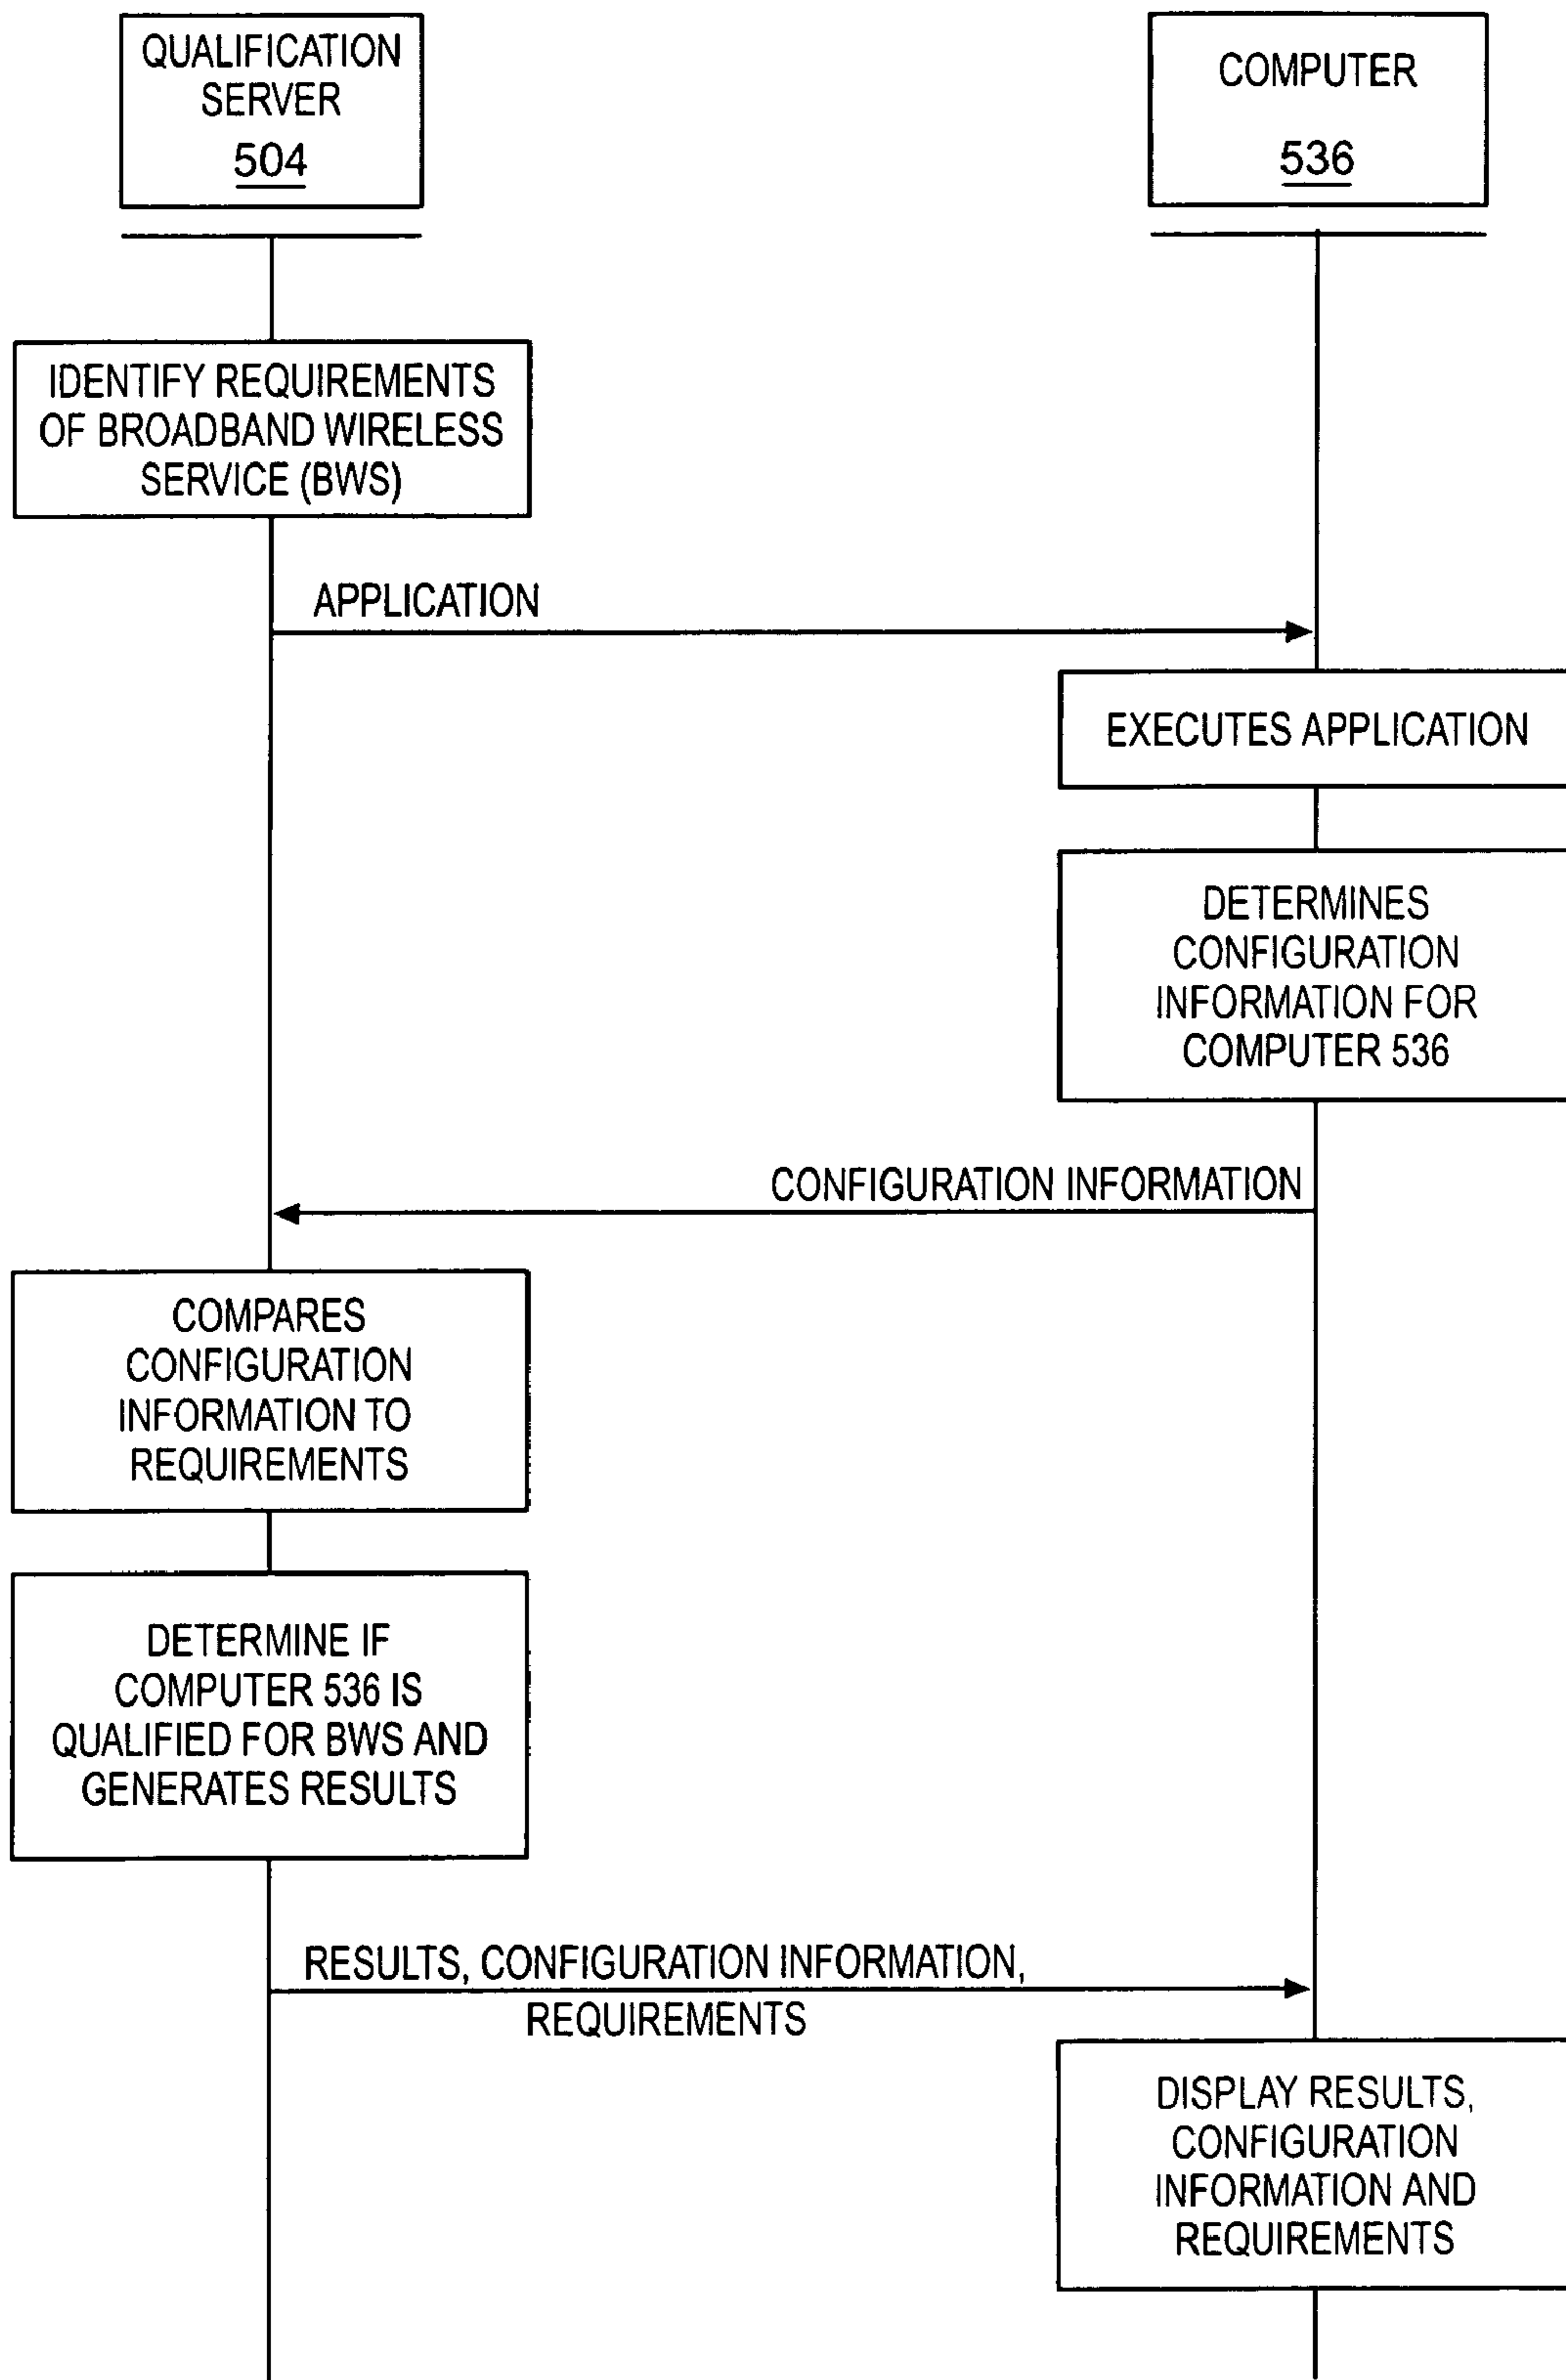 QUALIFICATION
SERVER
504
COMPUTER
536
IDENTIFY REQUIREMENTS
OF BROADBAND WIRELESS
SERVICE (BWS)
APPLICATION
EXECUTES APPLICATION
DETERMINES
CONFIGURATION
INFORMATION FOR
COMPUTER 536
CONFIGURATION INFORMATION
COMPARES
CONFIGURATION
INFORMATION TO
REQUIREMENTS
DETERMINE IF
COMPUTER 536 IS
QUALIFIED FOR BWS AND
GENERATES RESULTS
RESULTS, CONFIGURATION INFORMATION,
REQUIREMENTS
DISPLAY RESULTS,
CONFIGURATION
INFORMATION AND
REQUIREMENTS